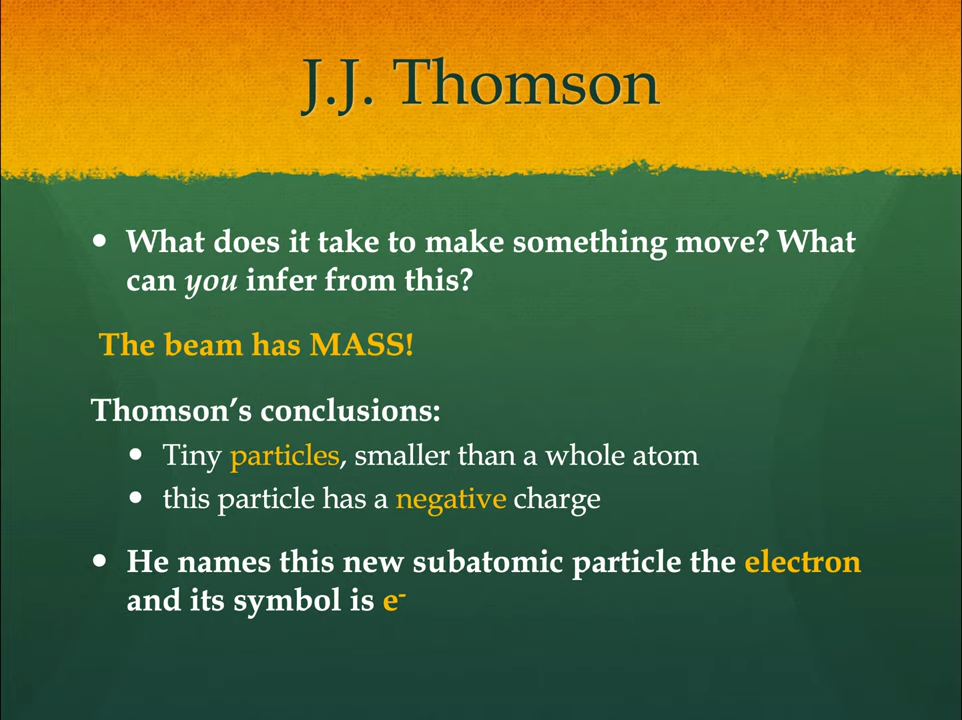 J.J. Thomson
• What does it take to make something move? What
can you infer from this?
The beam has MASS!
Thomson’s conclusions:
• Tiny particles, smaller than a whole atom
• this particle has a negative charge
• He names this new subatomic particle the electron
and its symbol is e⁻